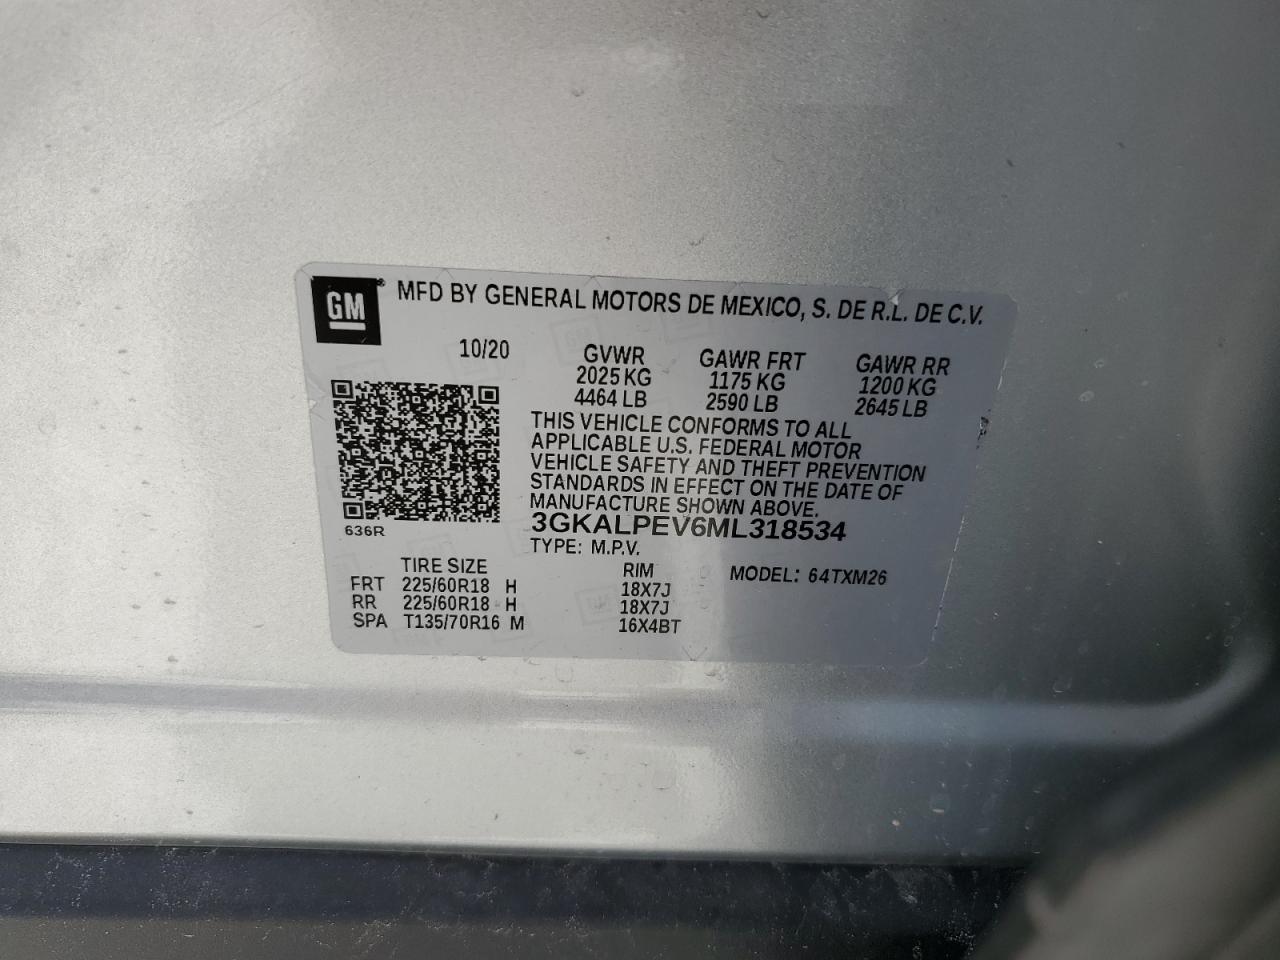 GM® MFD BY GENERAL MOTORS DE MEXICO, S. DE R.L. DE C.V.
10/20 GVWR GAWR FRT GAWR RR
2025 KG 1175 KG 1200 KG
4464 LB 2590 LB 2645 LB
THIS VEHICLE CONFORMS TO ALL
APPLICABLE U.S. FEDERAL MOTOR
VEHICLE SAFETY AND THEFT PREVENTION
STANDARDS IN EFFECT ON THE DATE OF
MANUFACTURE SHOWN ABOVE.
3GKALPEV6ML318534
636R
TYPE: M.P.V.
TIRE SIZE RIM MODEL: 64TXM26
FRT 225/60R18 H 18X7J
RR 225/60R18 H 18X7J
SPA T135/70R16 M 16X4BT